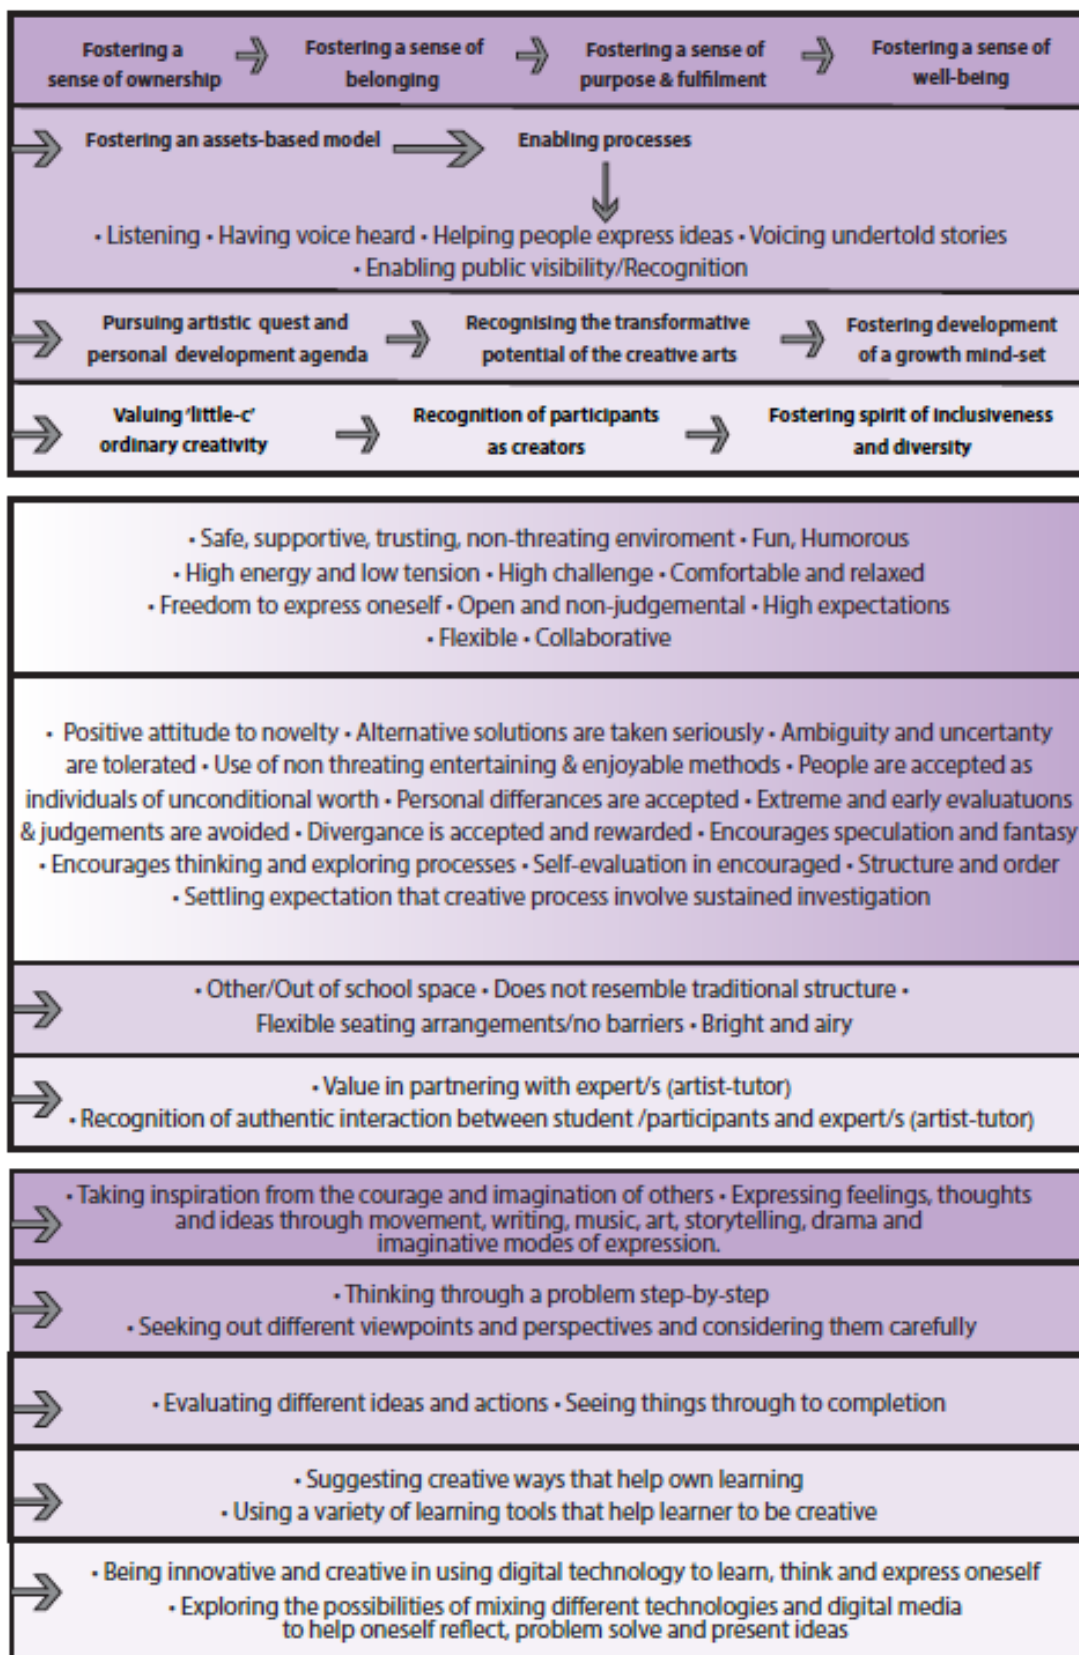 Fostering a
sense of ownership
Fostering a sense of
belonging
Fostering a sense of
purpose & fulfilment
Fostering a sense of
well-being
Fostering an assets-based model
Enabling processes
• Listening • Having voice heard • Helping people express ideas • Voicing undertold stories
• Enabling public visibility/Recognition
Pursuing artistic quest and
personal development agenda
Recognising the transformative
potential of the creative arts
Fostering development
of a growth mind-set
Valuing 'little-c'
ordinary creativity
Recognition of participants
as creators
Fostering spirit of inclusiveness
and diversity
• Safe, supportive, trusting, non-threating enviroment • Fun, Humorous
• High energy and low tension • High challenge • Comfortable and relaxed
• Freedom to express oneself • Open and non-judgemental • High expectations
• Flexible • Collaborative
• Positive attitude to novelty • Alternative solutions are taken seriously • Ambiguity and uncertanty
are tolerated • Use of non threating entertaining & enjoyable methods • People are accepted as
individuals of unconditional worth • Personal differances are accepted • Extreme and early evaluatuons
& judgements are avoided • Divergance is accepted and rewarded • Encourages speculation and fantasy
• Encourages thinking and exploring processes • Self-evaluation in encouraged • Structure and order
• Settling expectation that creative process involve sustained investigation
• Other/Out of school space • Does not resemble traditional structure •
Flexible seating arrangements/no barriers • Bright and airy
• Value in partnering with expert/s (artist-tutor)
• Recognition of authentic interaction between student /participants and expert/s (artist-tutor)
• Taking inspiration from the courage and imagination of others • Expressing feelings, thoughts
and ideas through movement, writing, music, art, storytelling, drama and
imaginative modes of expression.
• Thinking through a problem step-by-step
• Seeking out different viewpoints and perspectives and considering them carefully
• Evaluating different ideas and actions • Seeing things through to completion
• Suggesting creative ways that help own learning
• Using a variety of learning tools that help learner to be creative
• Being innovative and creative in using digital technology to learn, think and express oneself
• Exploring the possibilities of mixing different technologies and digital media
to help oneself reflect, problem solve and present ideas